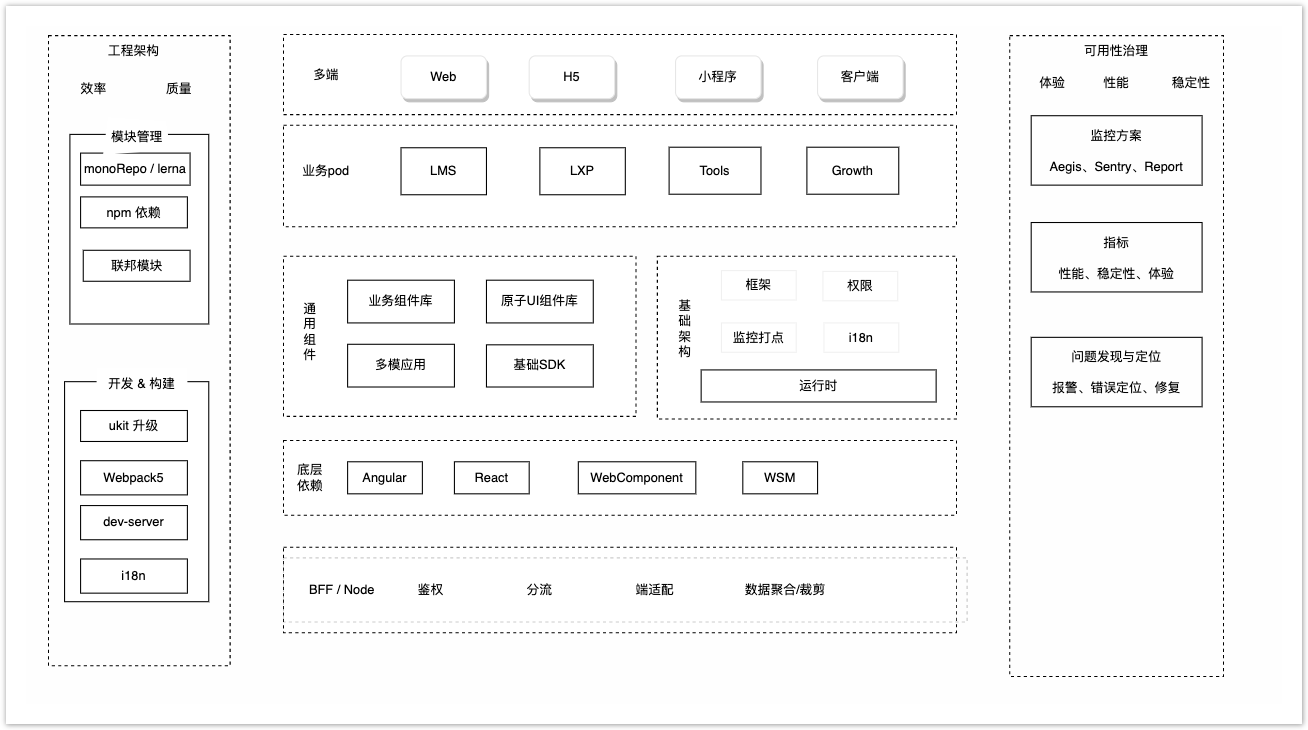 工程架构
效率
质量
模块管理
monoRepo / lerna
npm 依赖
联邦模块
开发 & 构建
ukit 升级
Webpack5
dev-server
i18n
多端
Web
H5
小程序
客户端
业务pod
LMS
LXP
Tools
Growth
通用组件
业务组件库
原子UI组件库
多模应用
基础SDK
基础架构
框架
权限
监控打点
i18n
运行时
底层
依赖
Angular
React
WebComponent
WSM
BFF / Node
鉴权
分流
端适配
数据聚合/裁剪
可用性治理
体验
性能
稳定性
监控方案
Aegis、Sentry、Report
指标
性能、稳定性、体验
问题发现与定位
报警、错误定位、修复